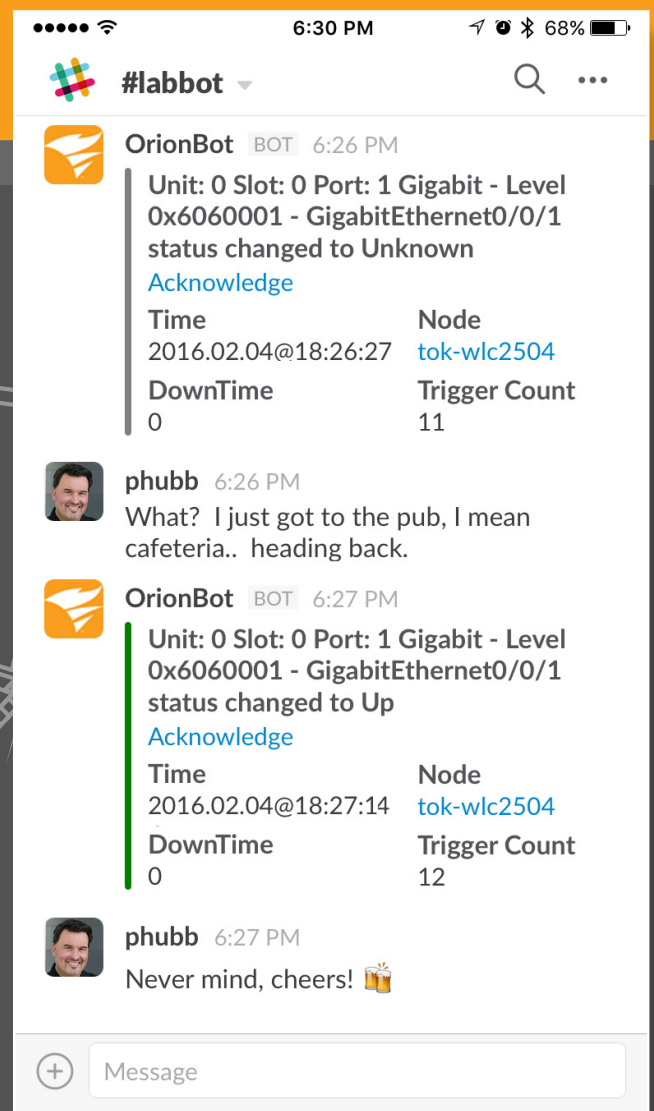 6:30 PM
68%
#labbot
OrionBot BOT 6:26 PM
Unit: 0 Slot: 0 Port: 1 Gigabit - Level
0x6060001 - GigabitEthernet0/0/1
status changed to Unknown
Acknowledge
Time Node
2016.02.04@18:26:27 tok-wlc2504
DownTime Trigger Count
0 11
phubb 6:26 PM
What?  I just got to the pub, I mean
cafeteria..  heading back.
OrionBot BOT 6:27 PM
Unit: 0 Slot: 0 Port: 1 Gigabit - Level
0x6060001 - GigabitEthernet0/0/1
status changed to Up
Acknowledge
Time Node
2016.02.04@18:27:14 tok-wlc2504
DownTime Trigger Count
0 12
phubb 6:27 PM
Never mind, cheers! 🍻
Message